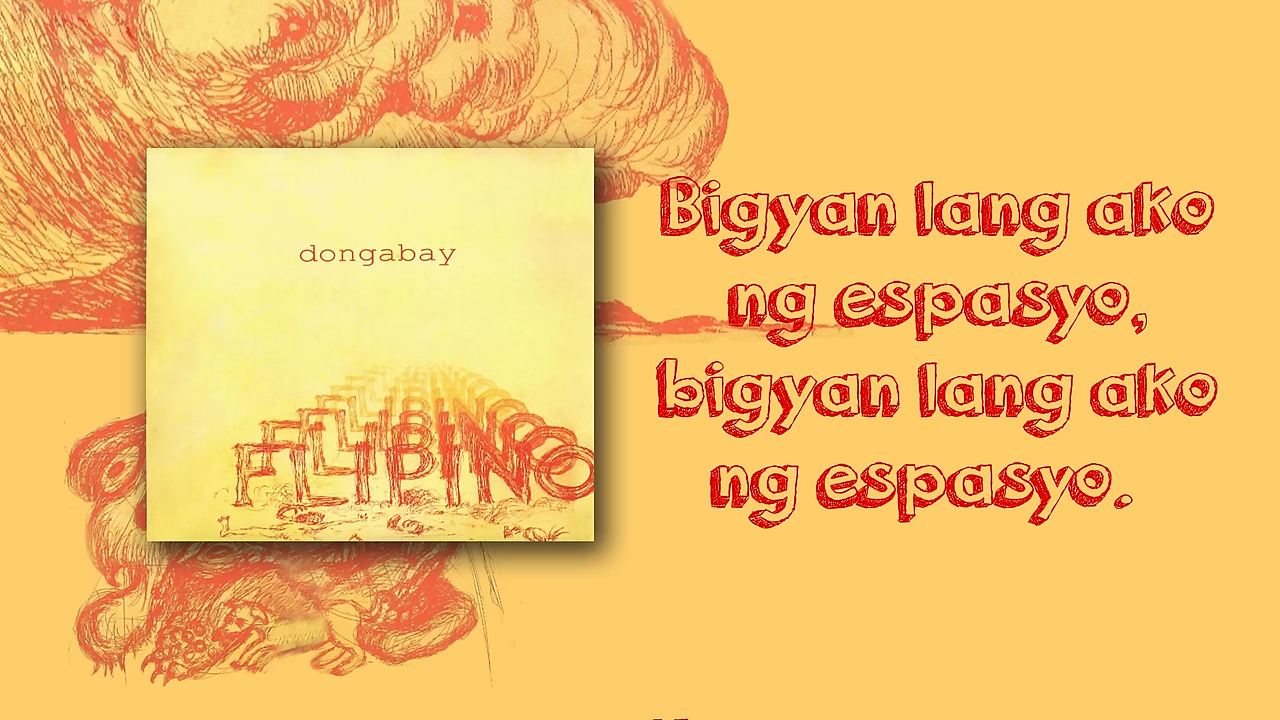 dongabay
FILIPINO
Bigyan lang ako
ng espasyo,
bigyan lang ako
ng espasyo.